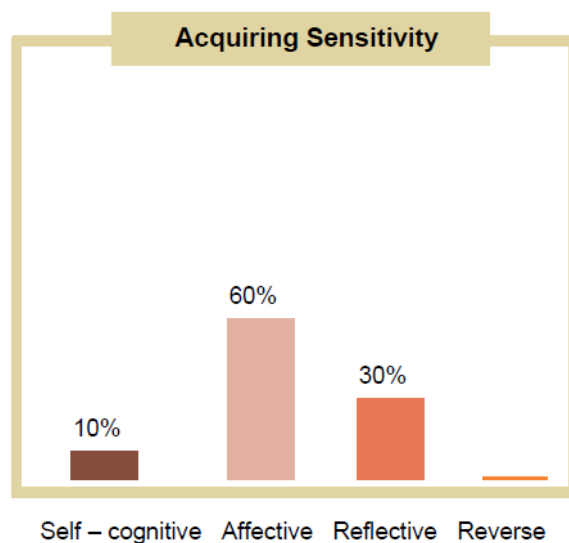 Acquiring Sensitivity
60%
30%
10%
Self – cognitive Affective Reflective Reverse